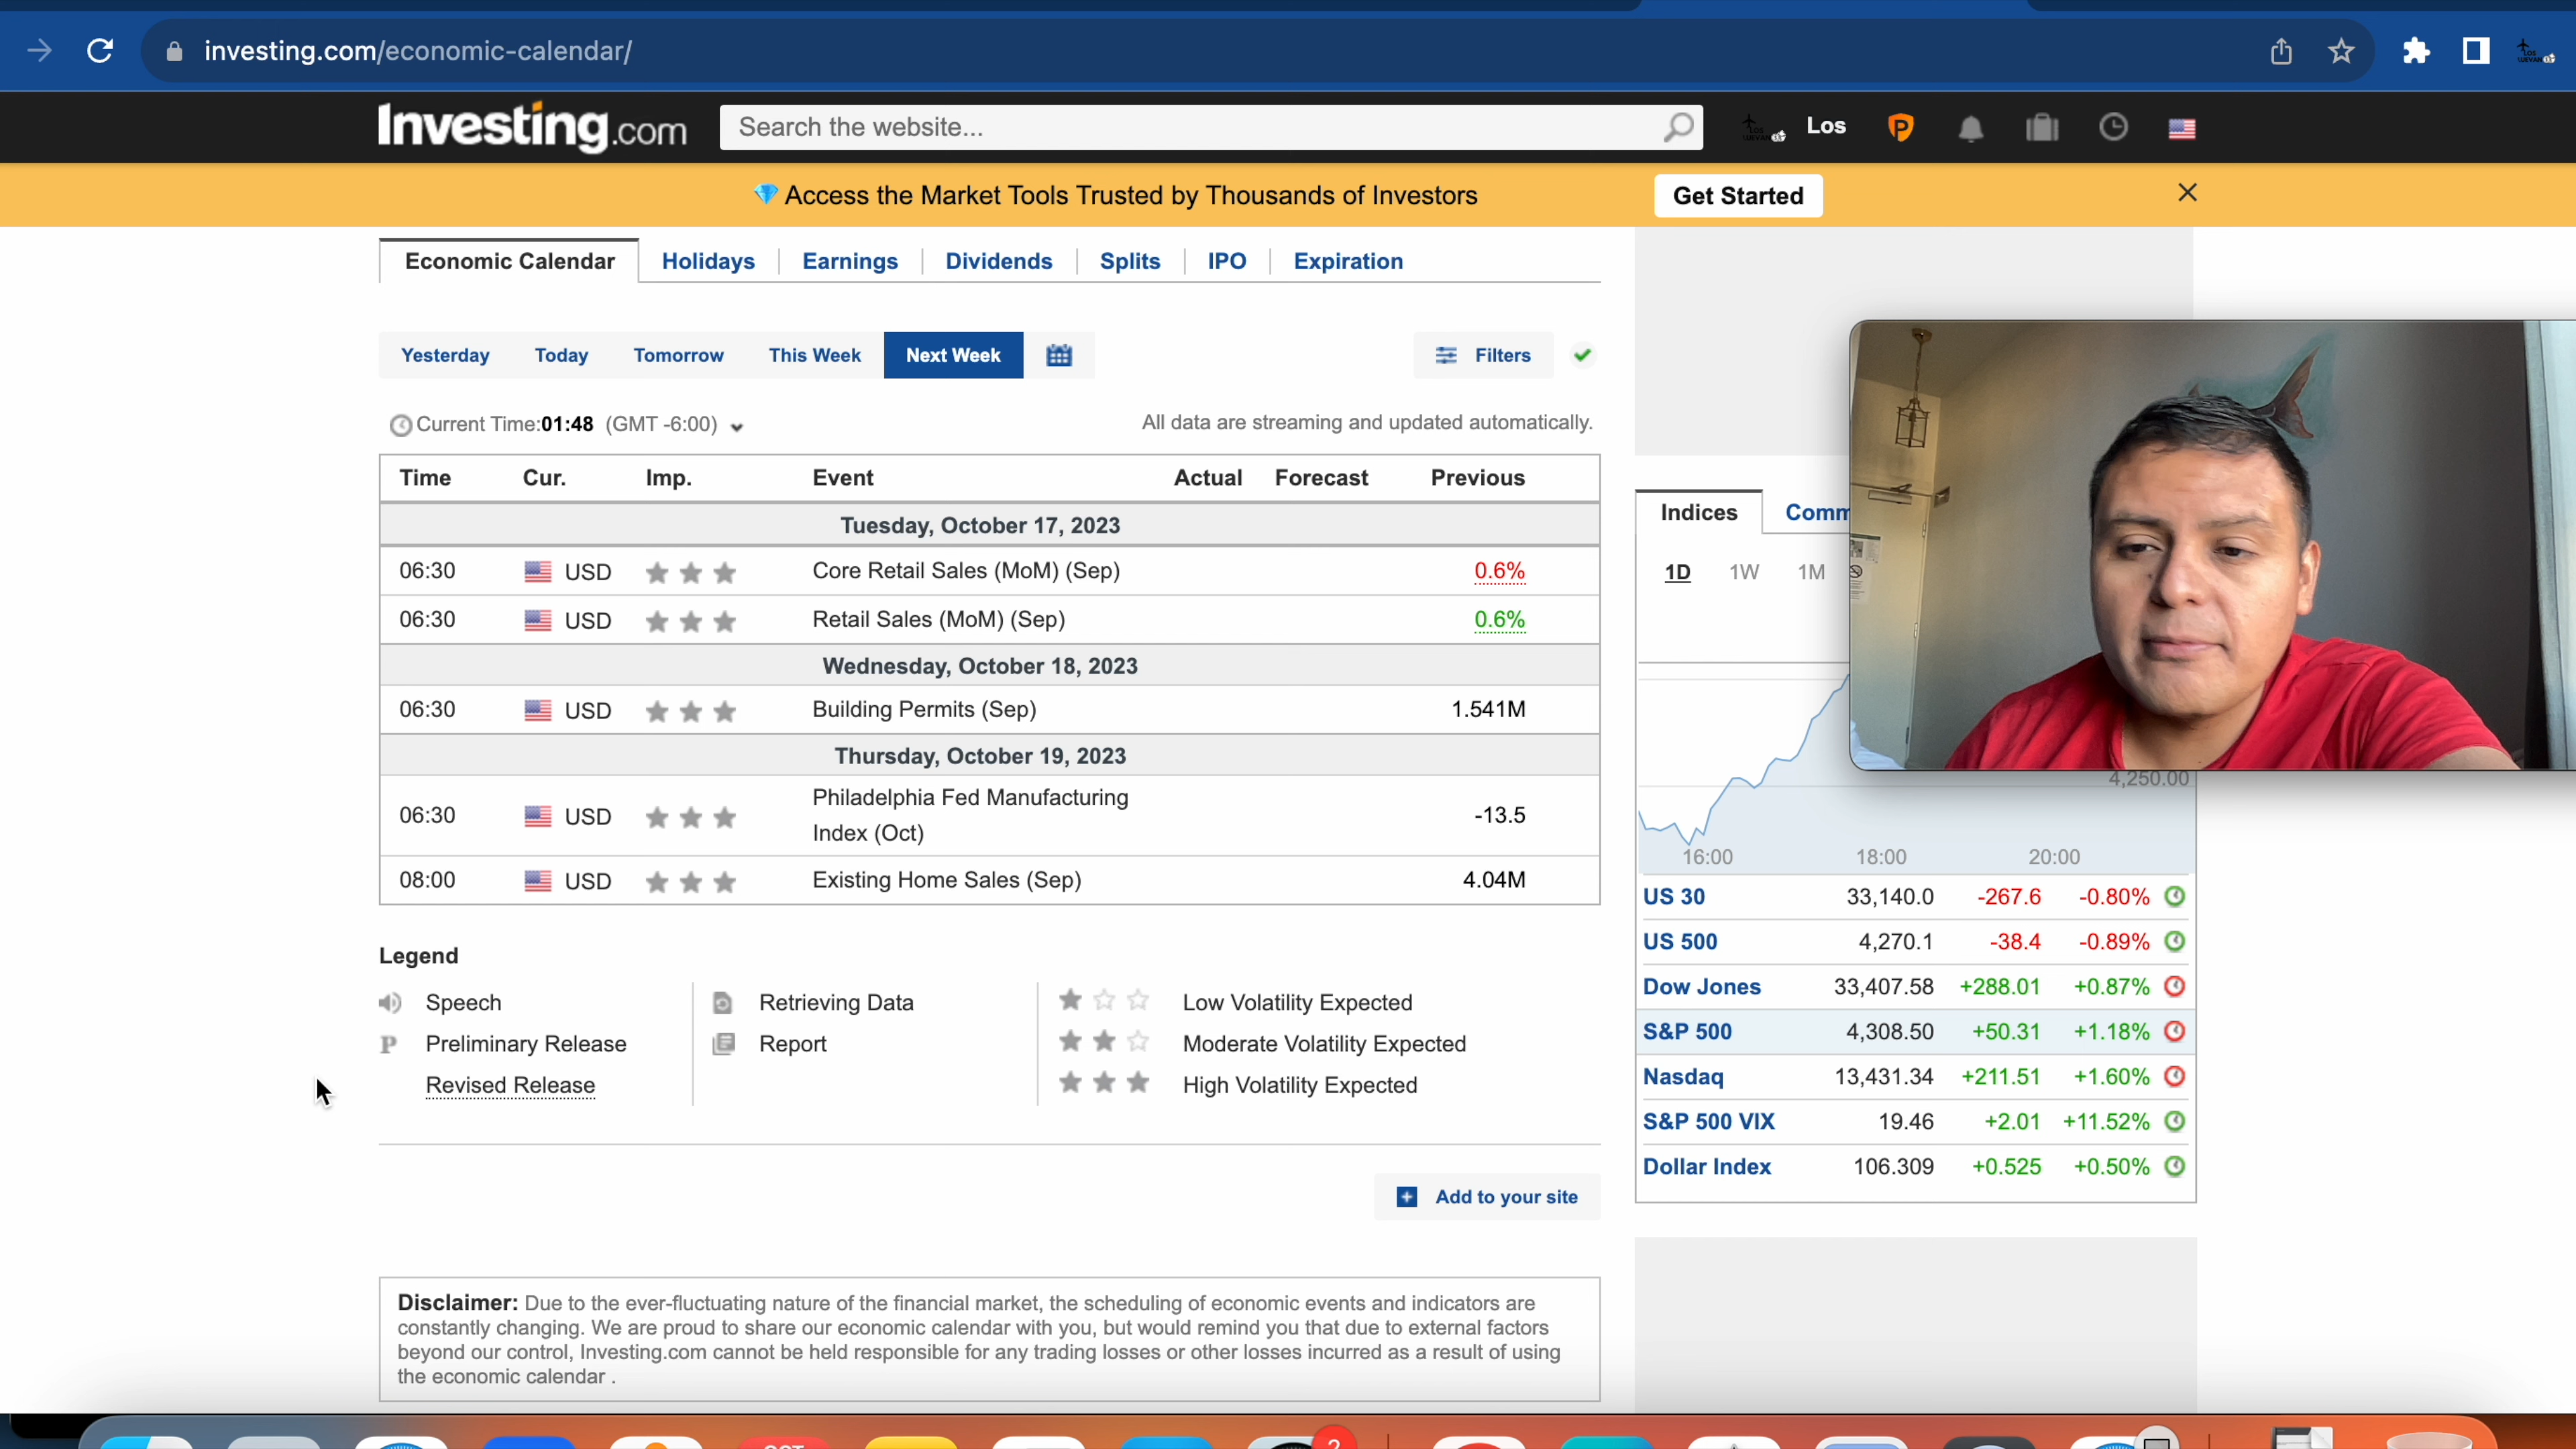 investing.com/economic-calendar/
Investing.com
Search the website...
Los
Access the Market Tools Trusted by Thousands of Investors
Get Started
Economic Calendar
Holidays
Earnings
Dividends
Splits
IPO
Expiration
Yesterday
Today
Tomorrow
This Week
Next Week
Filters
Current Time:01:48 (GMT -6:00)
All data are streaming and updated automatically.
Time Cur. Imp. Event Actual Forecast Previous
Tuesday, October 17, 2023
06:30 USD Core Retail Sales (MoM) (Sep) 0.6%
06:30 USD Retail Sales (MoM) (Sep) 0.6%
Wednesday, October 18, 2023
06:30 USD Building Permits (Sep) 1.541M
Thursday, October 19, 2023
06:30 USD Philadelphia Fed Manufacturing
Index (Oct) -13.5
08:00 USD Existing Home Sales (Sep) 4.04M
Legend
Speech
Preliminary Release
Revised Release
Retrieving Data
Report
Low Volatility Expected
Moderate Volatility Expected
High Volatility Expected
Add to your site
Disclaimer: Due to the ever-fluctuating nature of the financial market, the scheduling of economic events and indicators are
constantly changing. We are proud to share our economic calendar with you, but would remind you that due to external factors
beyond our control, Investing.com cannot be held responsible for any trading losses or other losses incurred as a result of using
the economic calendar .
Indices
Comm
1D 1W 1M
4,250.00
16:00 18:00 20:00
US 30 33,140.0 -267.6 -0.80%
US 500 4,270.1 -38.4 -0.89%
Dow Jones 33,407.58 +288.01 +0.87%
S&P 500 4,308.50 +50.31 +1.18%
Nasdaq 13,431.34 +211.51 +1.60%
S&P 500 VIX 19.46 +2.01 +11.52%
Dollar Index 106.309 +0.525 +0.50%